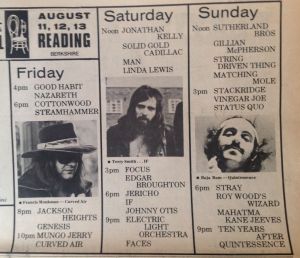 AUGUST
11, 12, 13
READING
BERKSHIRE
Friday
4pm GOOD HABIT
NAZARETH
6pm COTTONWOOD
STEAMHAMMER
Francis Monkman - Curved Air
8pm JACKSON
HEIGHTS
GENESIS
10pm MUNGO JERRY
CURVED AIR
Saturday
Noon JONATHAN
KELLY
SOLID GOLD
CADILLAC
MAN
LINDA LEWIS
Terry Smith . . IF
3pm FOCUS
EDGAR
BROUGHTON
6pm JERICHO
IF
JOHNY OTIS
9pm ELECTRIC
LIGHT
ORCHESTRA
FACES
Sunday
Noon SUTHERLAND
BROS
GILLIAN
McPHERSON
STRING
DRIVEN THING
MATCHING
MOLE
3pm STACKRIDGE
VINEGAR JOE
STATUS QUO
Raja Ram - Quintessence
6pm STRAY
ROY WOOD'S
WIZARD
MAHATMA
KANE JEEVES
9pm TEN YEARS
AFTER
QUINTESSENCE